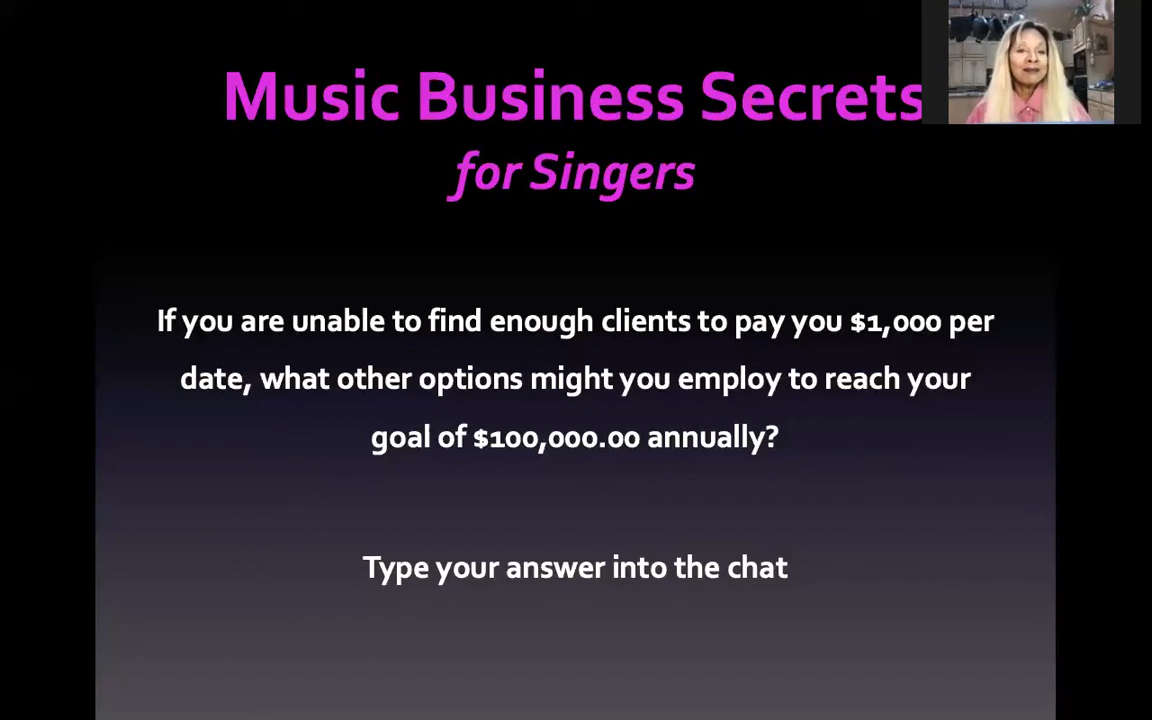 Music Business Secrets
for Singers
If you are unable to find enough clients to pay you $1,000 per
date, what other options might you employ to reach your
goal of $100,000.00 annually?
Type your answer into the chat